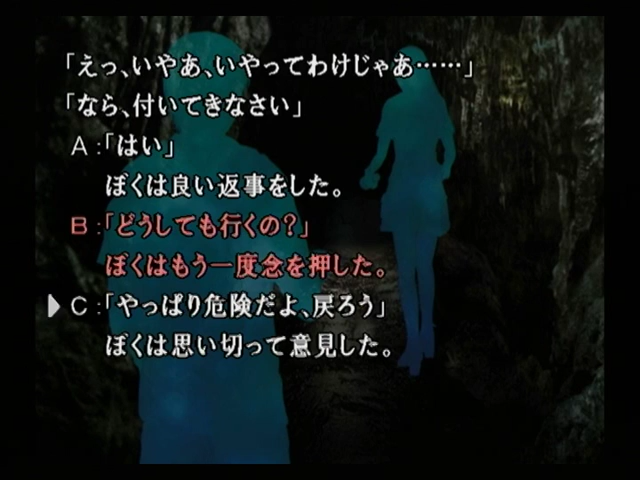 「えっ、いやあ、いやってわけじゃあ……」
「なら、付いてきなさい」
A:「はい」
ぼくは良い返事をした。
B:「どうしても行くの?」
ぼくはもう一度念を押した。
C:「やっぱり危険だよ、戻ろう」
ぼくは思い切って意見した。